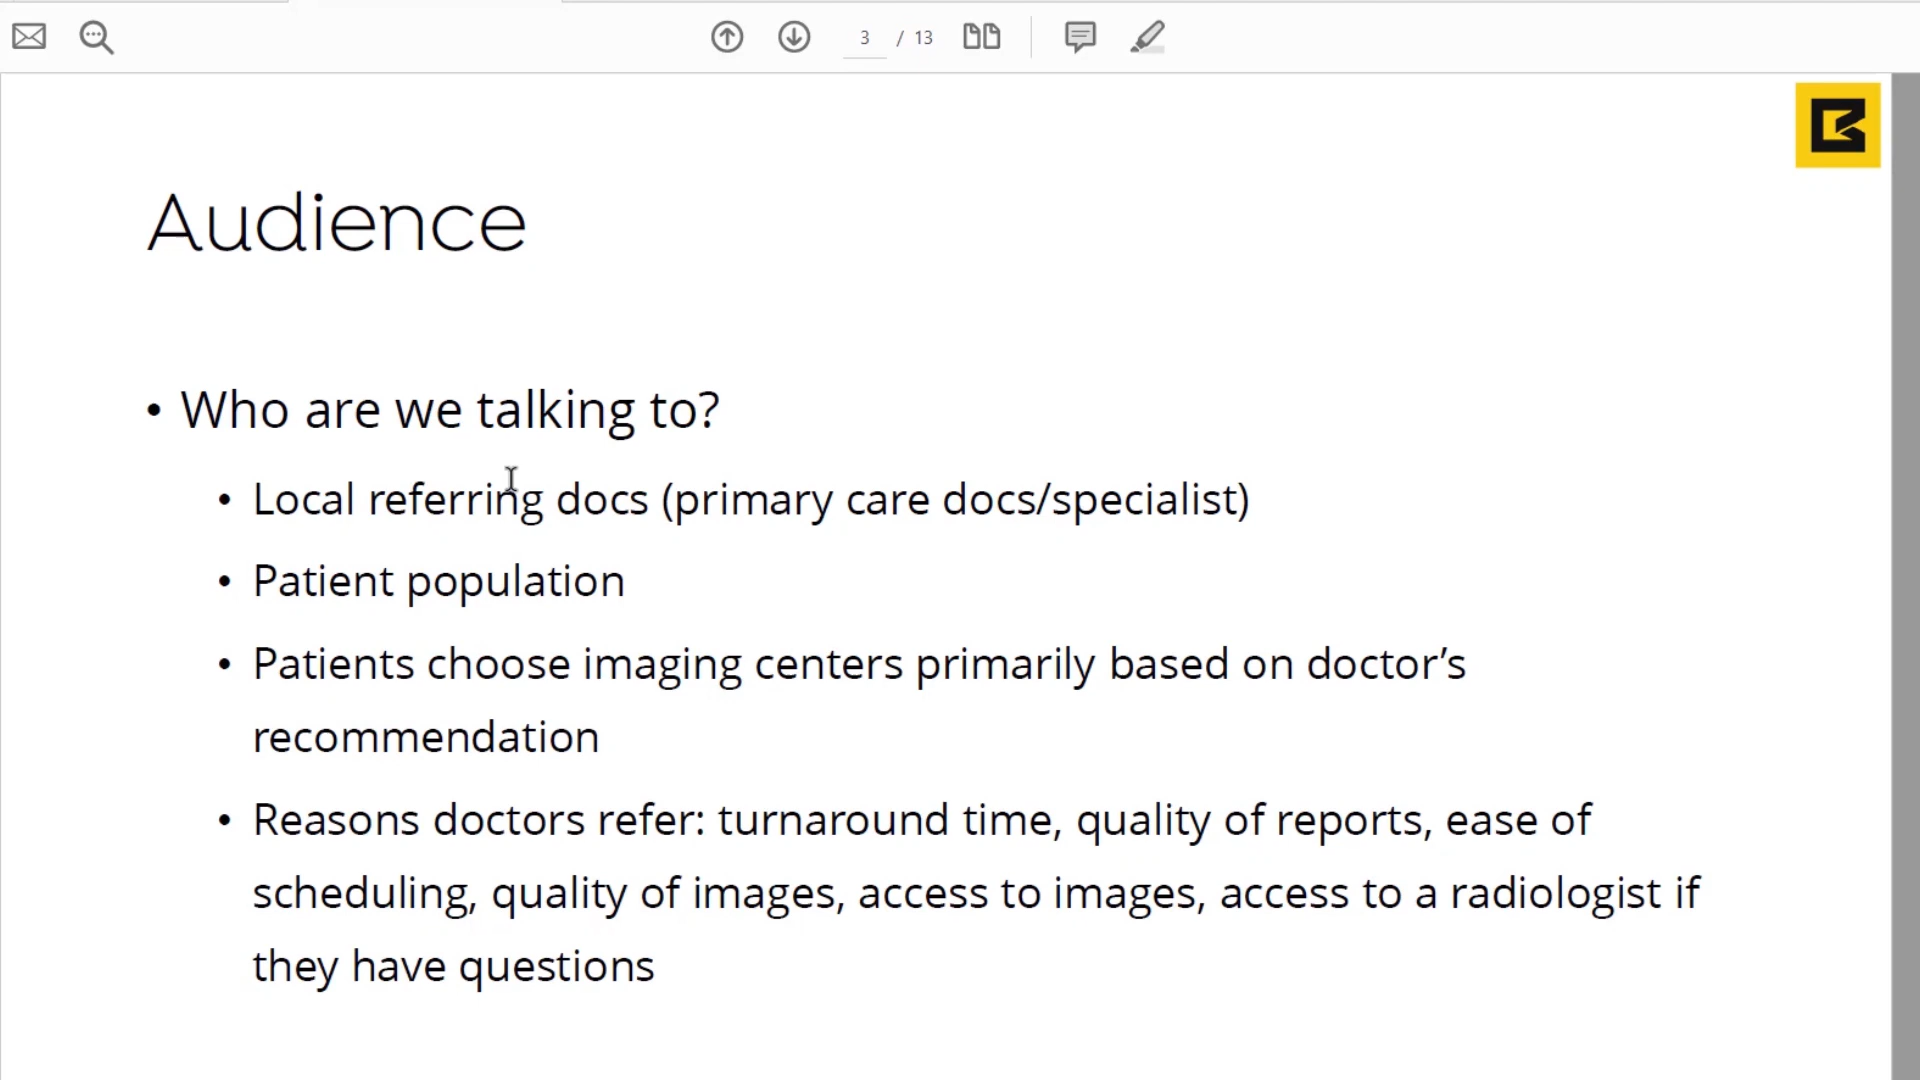 3 / 13
Audience
• Who are we talking to?
• Local referring docs (primary care docs/specialist)
• Patient population
• Patients choose imaging centers primarily based on doctor’s
recommendation
• Reasons doctors refer: turnaround time, quality of reports, ease of
scheduling, quality of images, access to images, access to a radiologist if
they have questions